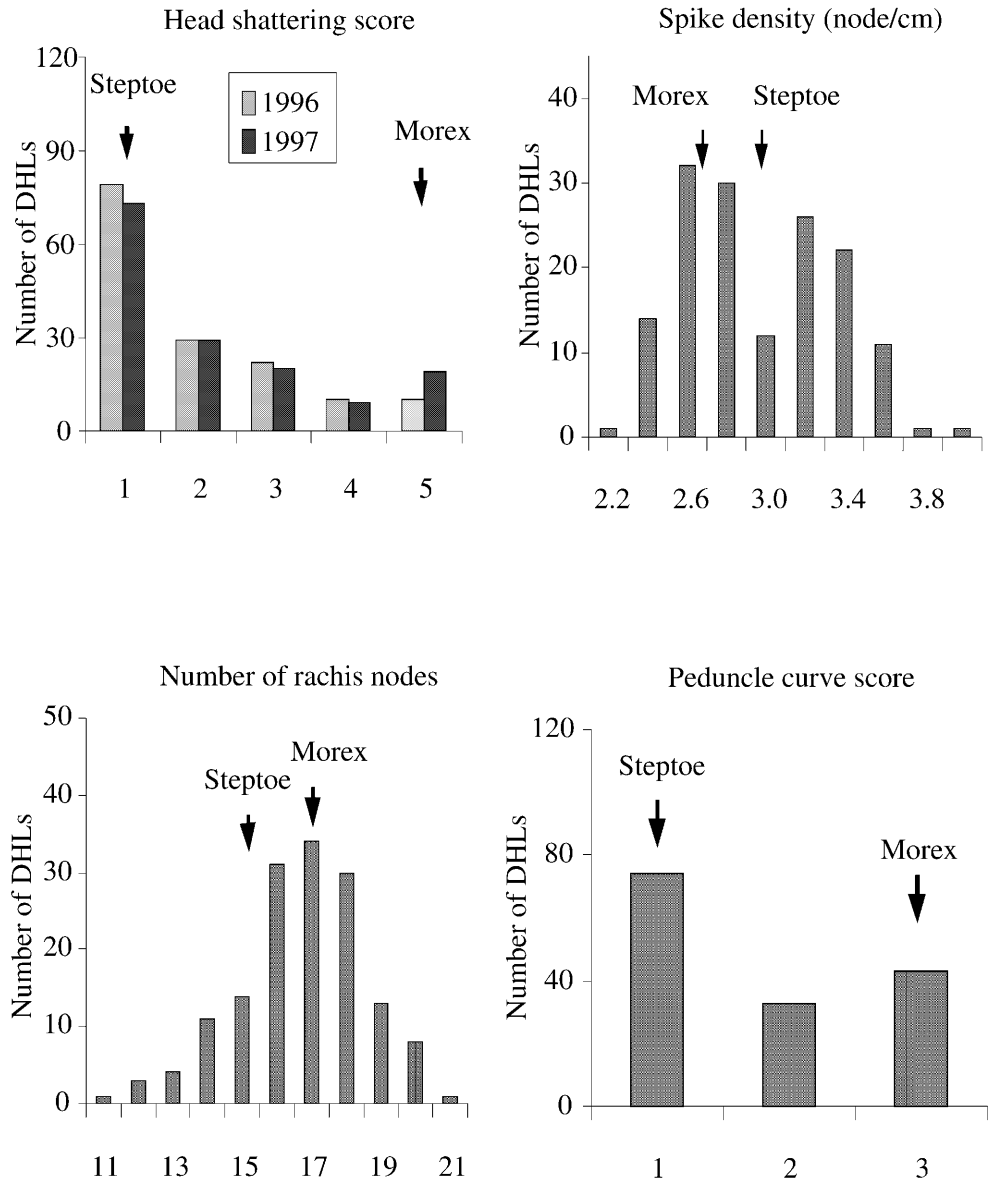 Head shattering score
120
90
60
30
0
Number of DHLs
Steptoe
Morex
1996
1997
1 2 3 4 5
Spike density (node/cm)
40
30
20
10
0
Number of DHLs
Morex Steptoe
2.2 2.6 3.0 3.4 3.8
Number of rachis nodes
50
40
30
20
10
0
Number of DHLs
Morex
Steptoe
11 13 15 17 19 21
Peduncle curve score
120
80
40
0
Number of DHLs
Steptoe
Morex
1 2 3